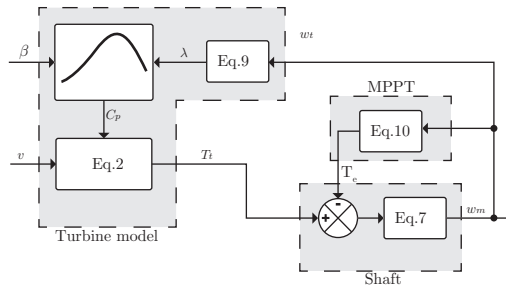 β
λ
Eq.9
wt
MPPT
Cp
Eq.10
v
Eq.2
Tt
Te
-
+
Eq.7
wm
Turbine model
Shaft